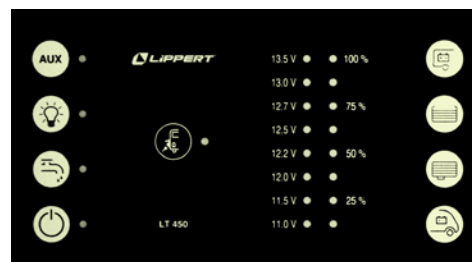 AUX
LIPPERT
13.5 V 100 %
13.0 V
12.7 V 75 %
12.5 V
12.2 V 50 %
12.0 V
11.5 V 25 %
LT 450
11.0 V